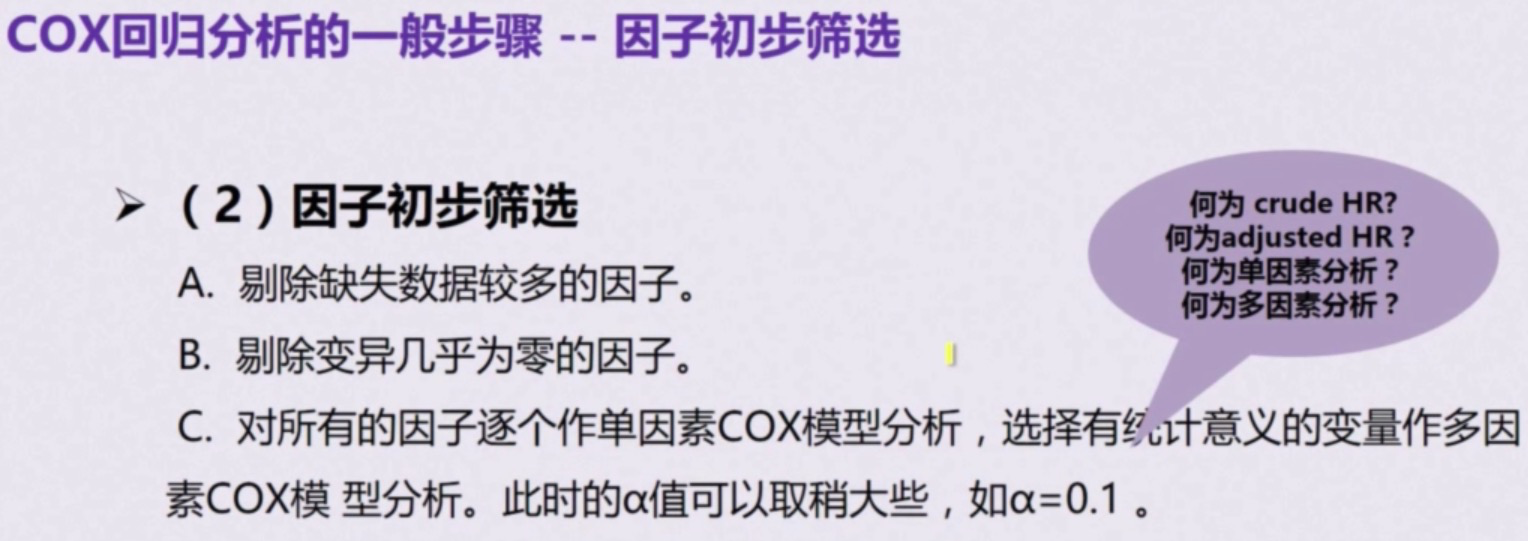 COX回归分析的一般步骤 -- 因子初步筛选
（2）因子初步筛选
A. 剔除缺失数据较多的因子。
B. 剔除变异几乎为零的因子。
C. 对所有的因子逐个作单因素COX模型分析，选择有统计意义的变量作多因
素COX模 型分析。此时的α值可以取稍大些，如α=0.1 。
何为 crude HR?
何为adjusted HR？
何为单因素分析？
何为多因素分析？